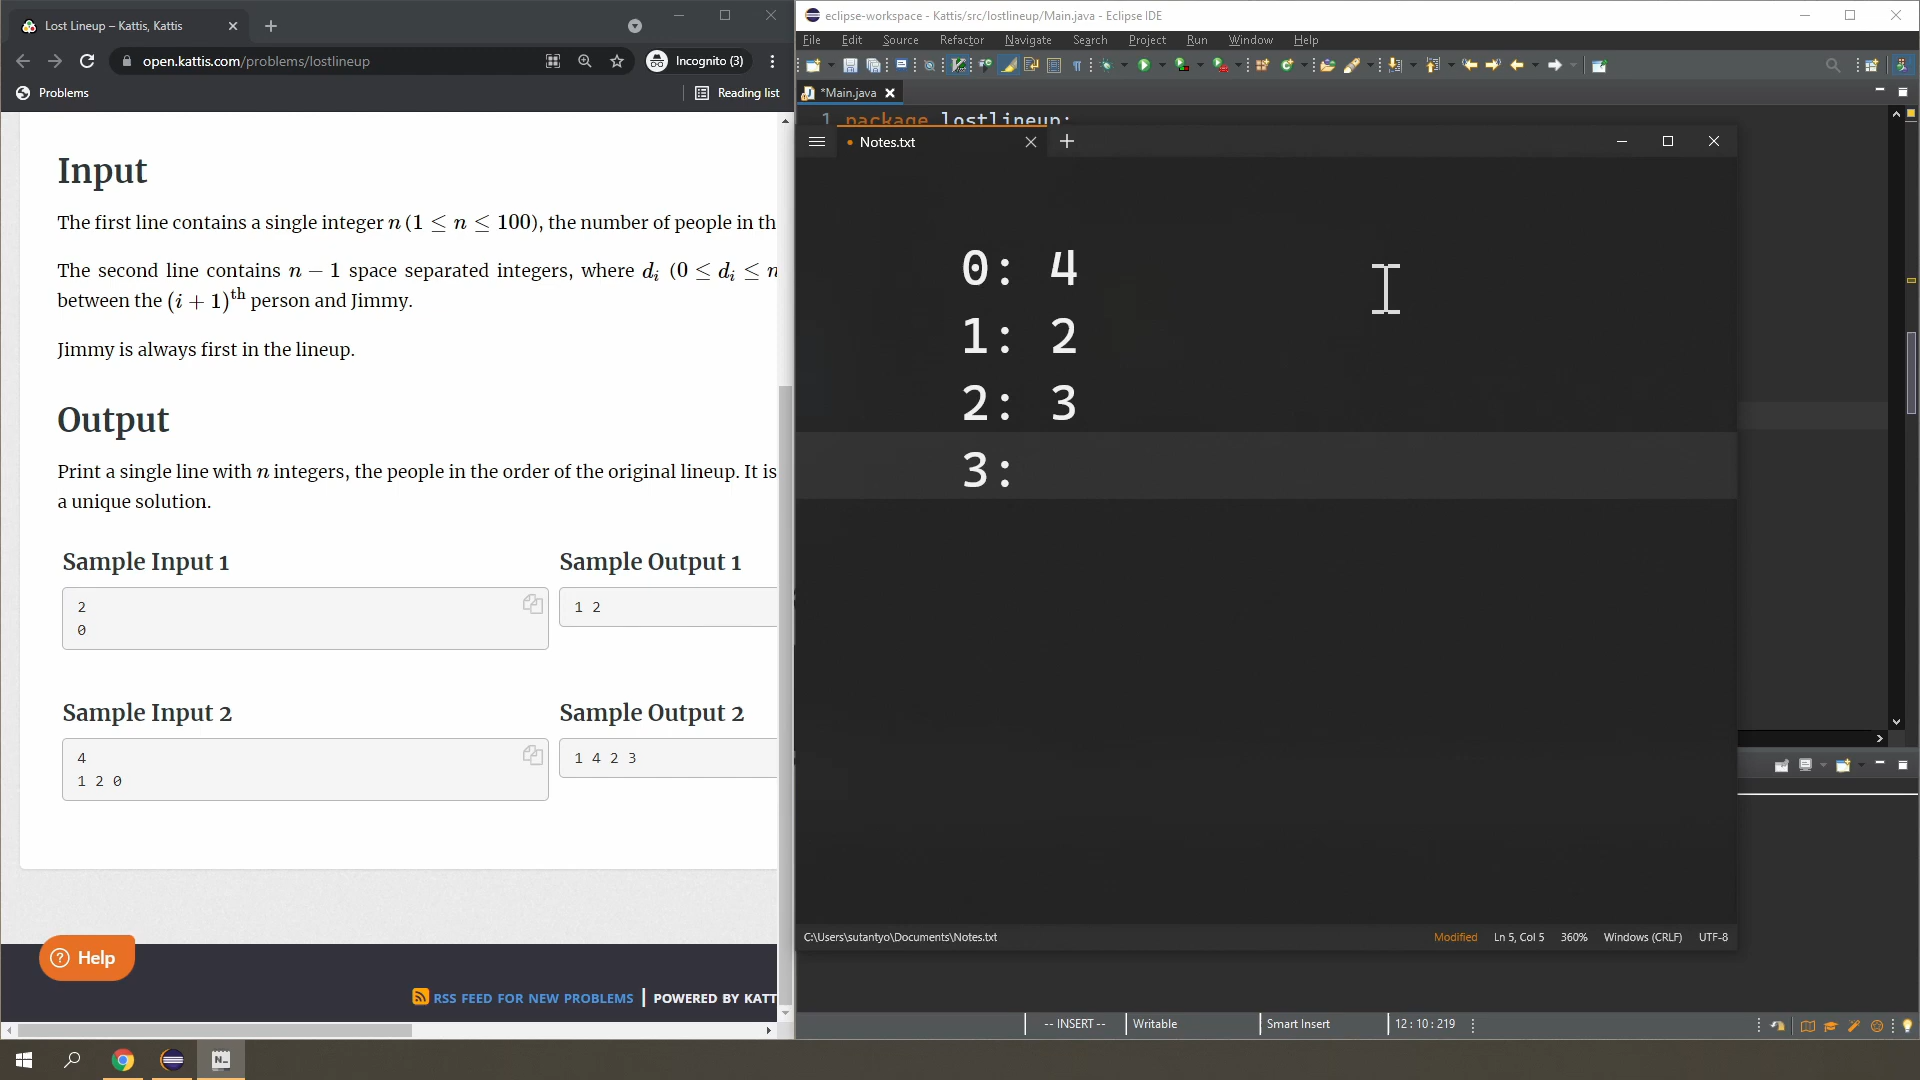 Lost Lineup – Kattis, Kattis
open.kattis.com/problems/lostlineup
Incognito (3)
Problems
Reading list
Input
The first line contains a single integer n (1 ≤ n ≤ 100), the number of people in th
The second line contains n − 1 space separated integers, where d_i (0 ≤ d_i ≤ n
between the (i + 1)^th person and Jimmy.
Jimmy is always first in the lineup.
Output
Print a single line with n integers, the people in the order of the original lineup. It is
a unique solution.
Sample Input 1
Sample Output 1
2
0
1 2
Sample Input 2
Sample Output 2
4
1 2 0
1 4 2 3
Help
RSS FEED FOR NEW PROBLEMS | POWERED BY KATT
eclipse-workspace - Kattis/src/lostlineup/Main.java - Eclipse IDE
File Edit Source Refactor Navigate Search Project Run Window Help
*Main.java
1 package lostlineup;
Notes.txt
0: 4
1: 2
2: 3
3:
C:\Users\sutantyo\Documents\Notes.txt
Modified
Ln 5, Col 5
360%
Windows (CRLF)
UTF-8
-- INSERT --
Writable
Smart Insert
12 : 10 : 219